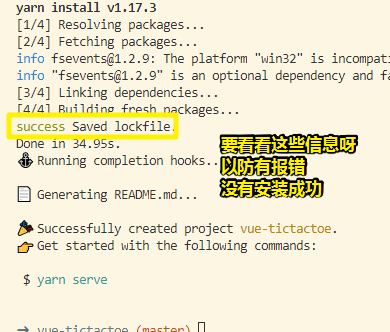 yarn install v1.17.3
[1/4] Resolving packages...
[2/4] Fetching packages...
info fsevents@1.2.9: The platform "win32" is incompat
info "fsevents@1.2.9" is an optional dependency and fa
[3/4] Linking dependencies...
[4/4] Building fresh packages...
success Saved lockfile.
Done in 34.95s.
Running completion hooks...
要看看这些信息呀
以防有报错
没有安装成功
Generating README.md...
Successfully created project vue-tictactoe.
Get started with the following commands:
$ yarn serve
→ vue-tictactoe (master)